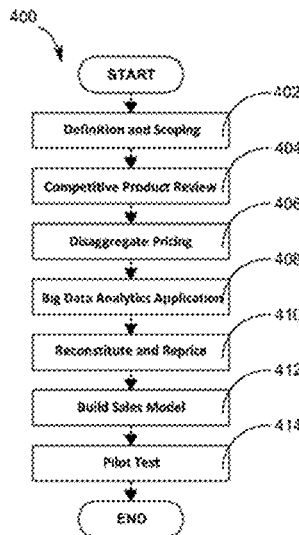 400
START
402
Definition and Scoping
404
Competitive Product Review
406
Disaggregate Pricing
408
Big Data Analytics Application
410
Reconstitute and Reprice
412
Build Sales Model
414
Pilot Test
END